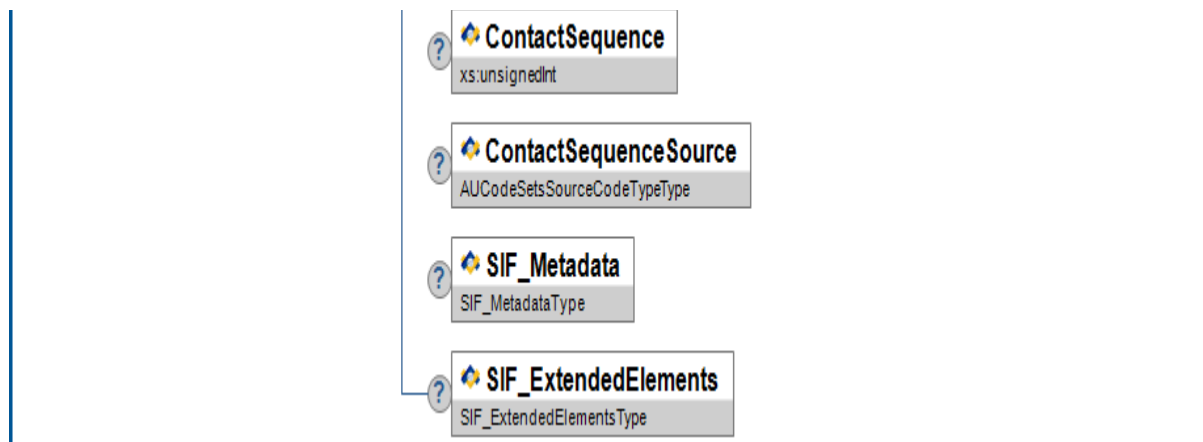 ?
ContactSequence
xs:unsignedInt
?
ContactSequenceSource
AUCodeSetsSourceCodeTypeType
?
SIF_Metadata
SIF_MetadataType
?
SIF_ExtendedElements
SIF_ExtendedElementsType